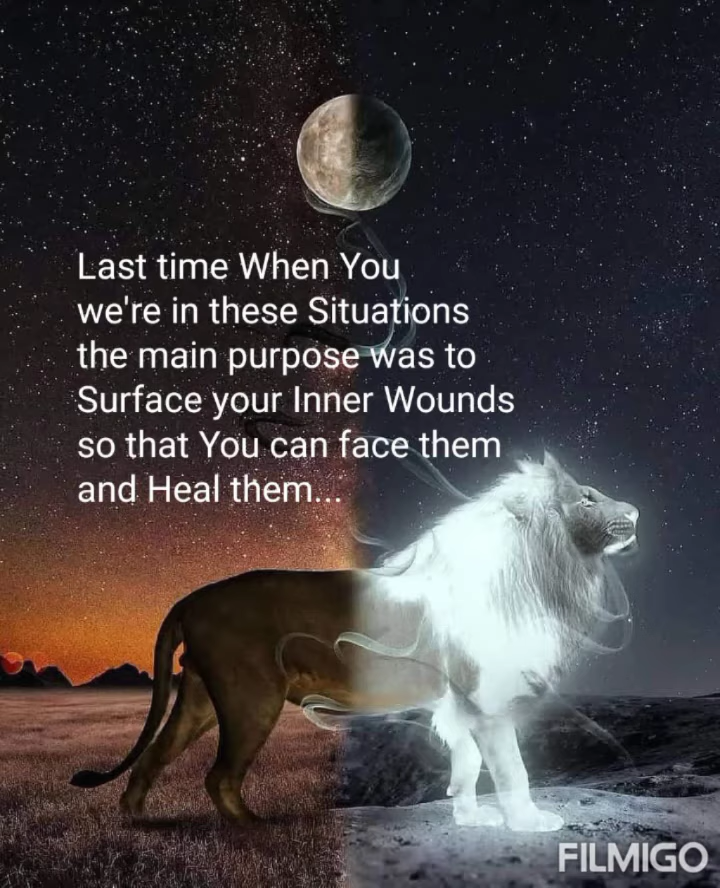 Last time When You
we're in these Situations
the main purpose was to
Surface your Inner Wounds
so that You can face them
and Heal them...
FILMIGO